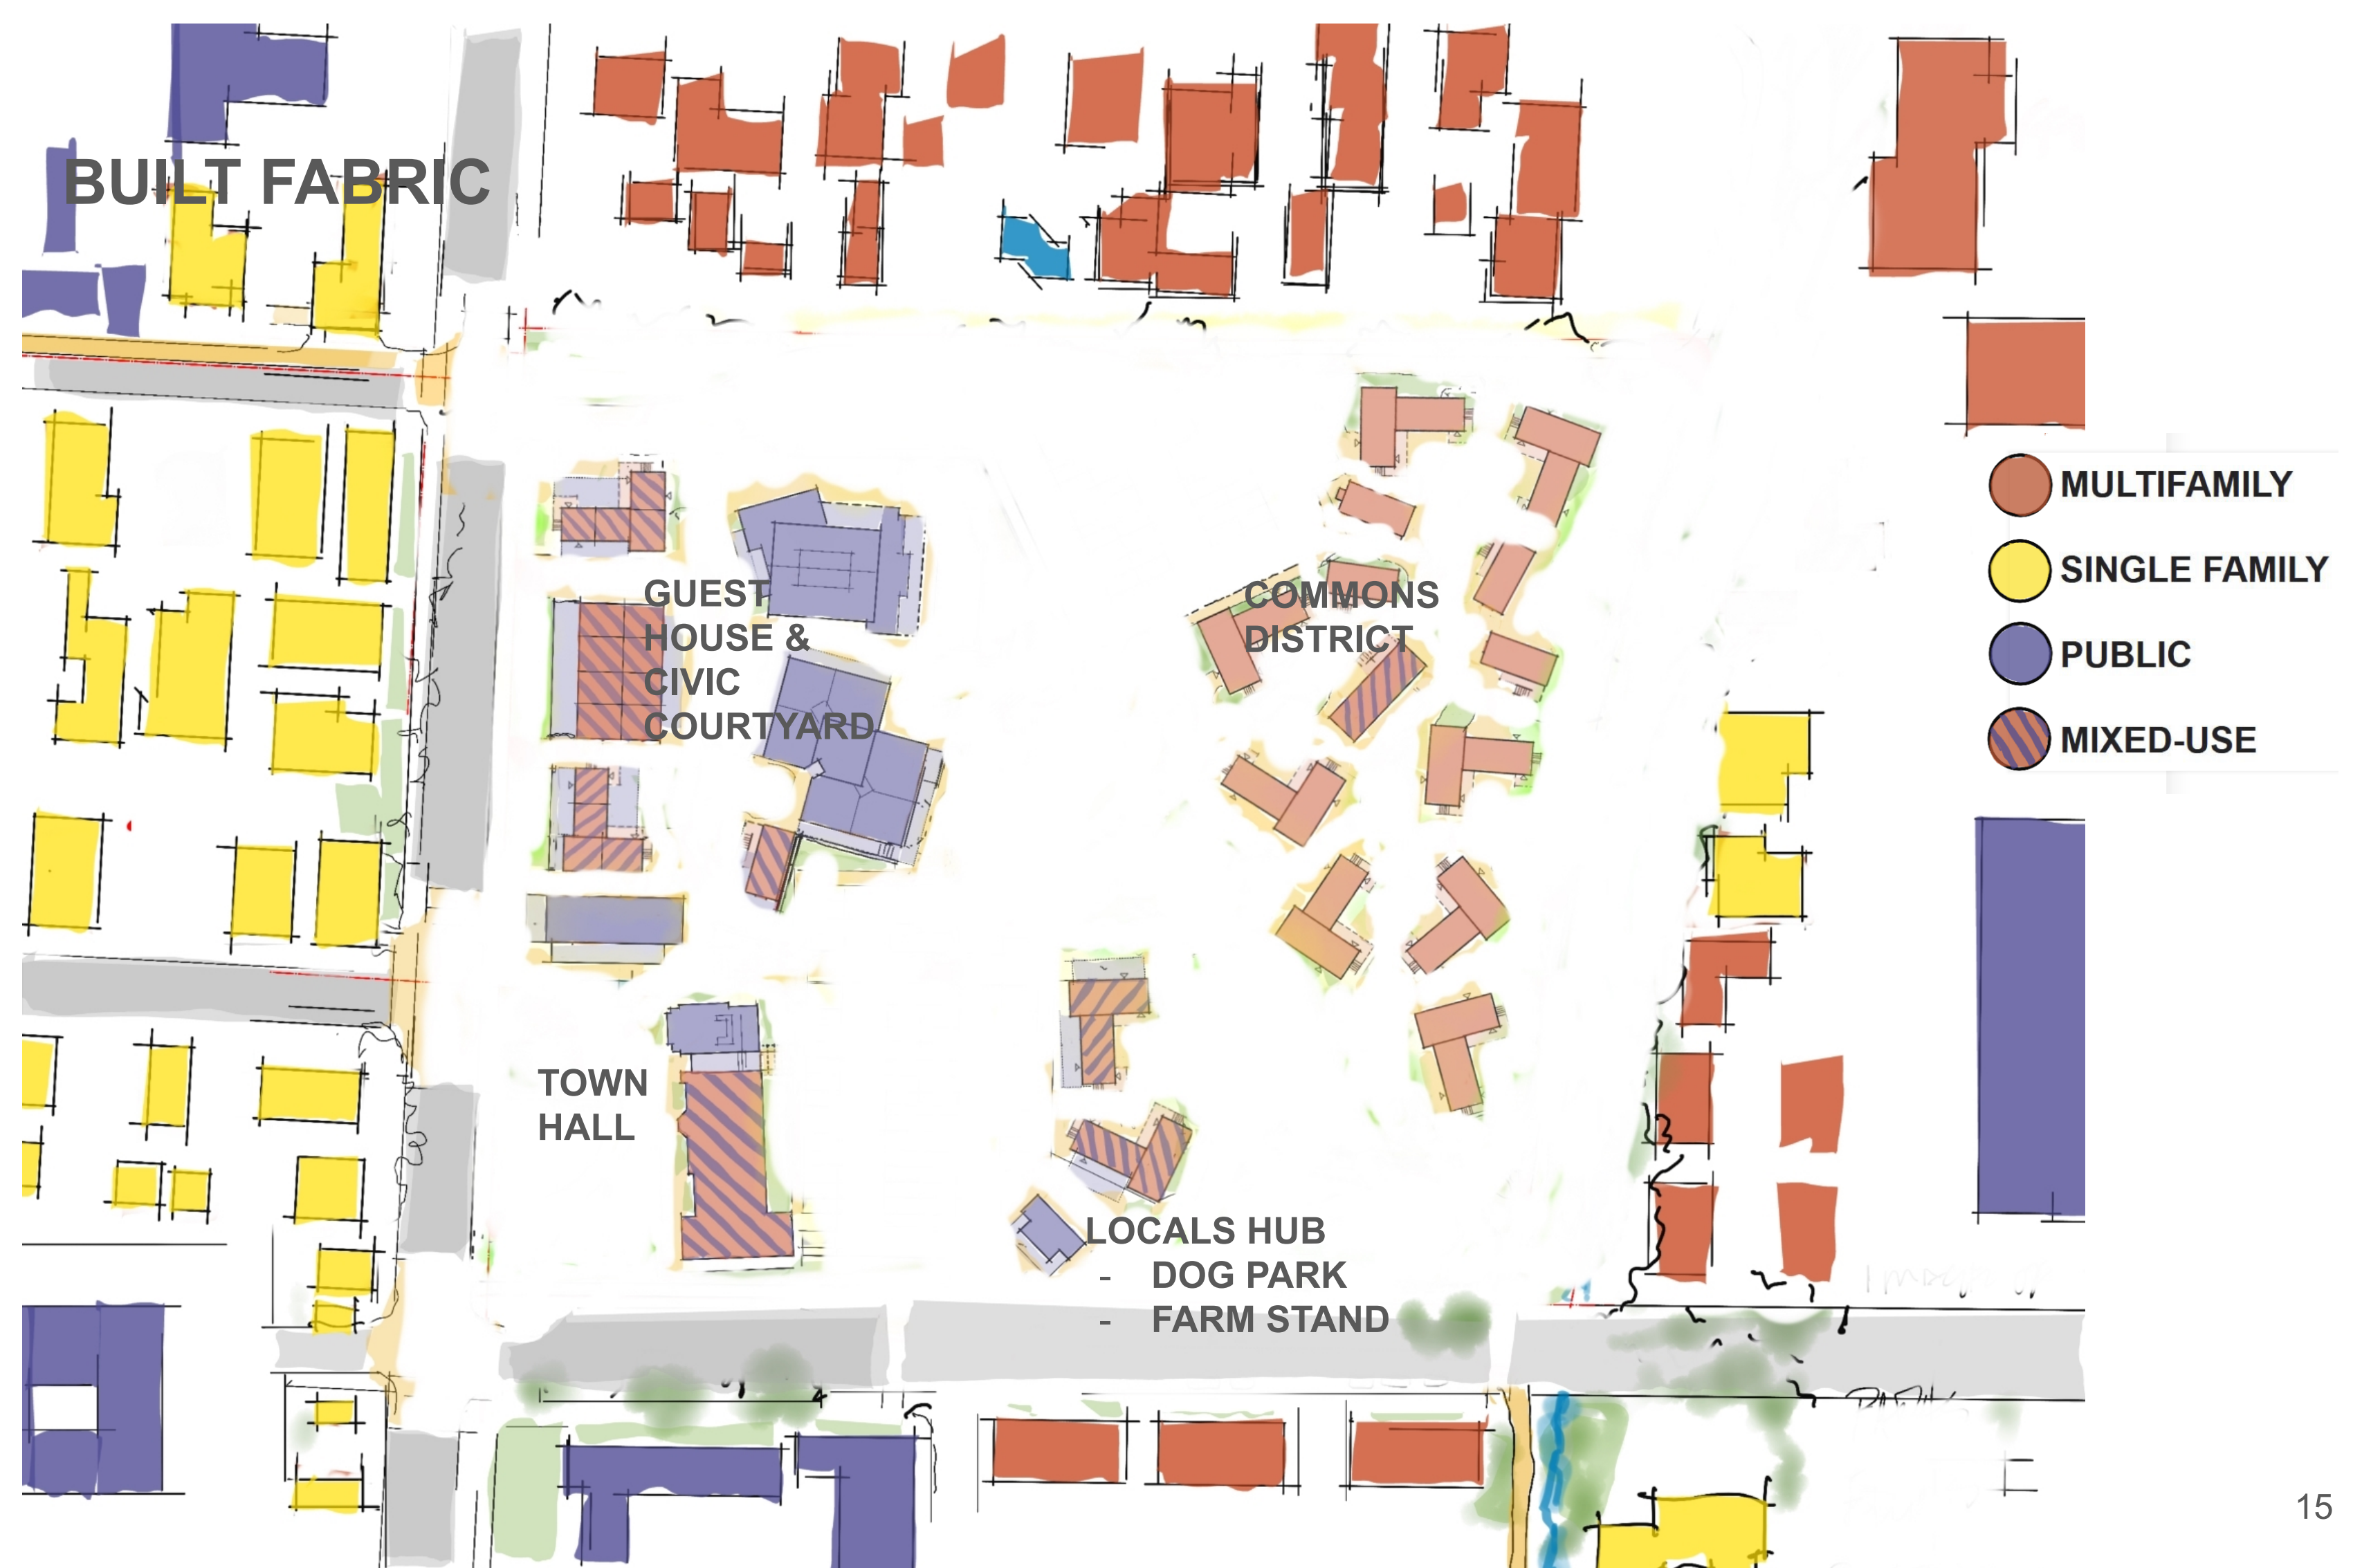 BUILT FABRIC
MULTIFAMILY
SINGLE FAMILY
PUBLIC
MIXED-USE
GUEST
HOUSE &
CIVIC
COURTYARD
COMMONS
DISTRICT
TOWN
HALL
LOCALS HUB
- DOG PARK
- FARM STAND
15